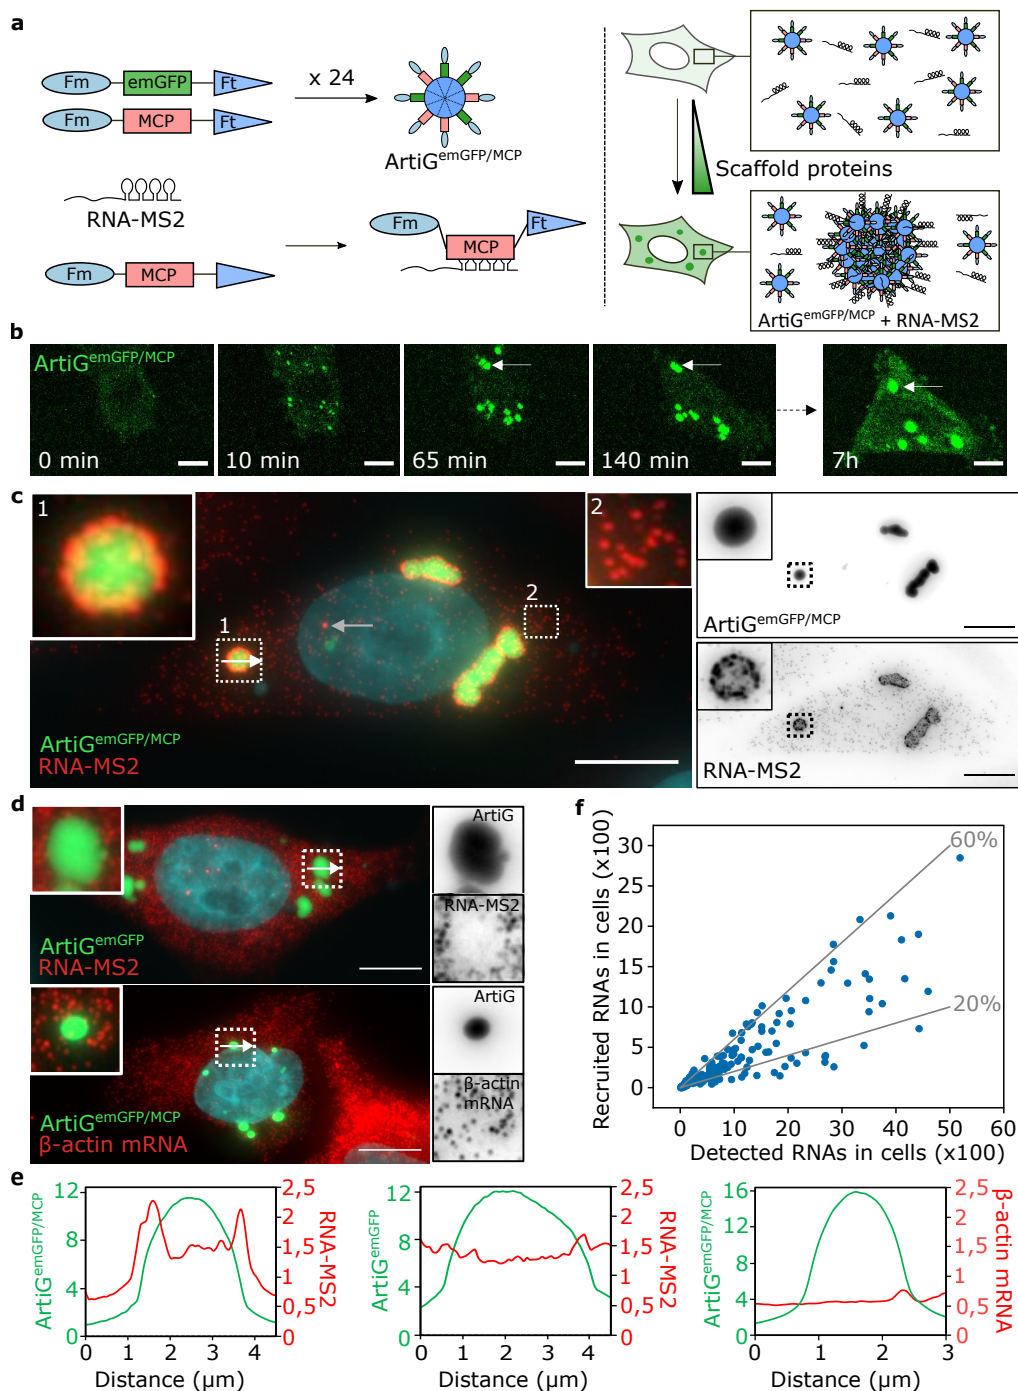 a
Fm emGFP Ft
x 24
Fm MCP Ft
ArtiG^emGFP/MCP
RNA-MS2
Fm MCP
Fm MCP Ft
Scaffold proteins
ArtiG^emGFP/MCP + RNA-MS2
b
ArtiG^emGFP/MCP
0 min 10 min 65 min 140 min 7h
c
1
2
1
2
ArtiG^emGFP/MCP
RNA-MS2
ArtiG^emGFP/MCP
RNA-MS2
d
ArtiG^emGFP
RNA-MS2
ArtiG
RNA-MS2
ArtiG^emGFP/MCP
β-actin mRNA
ArtiG
β-actin
mRNA
f
Recruited RNAs in cells (x100)
30
25
20
15
10
5
0
60%
20%
0 10 20 30 40 50 60
Detected RNAs in cells (x100)
e
ArtiG^emGFP/MCP
12
8
4
0
2,5
2
1,5
1
0,5
0
RNA-MS2
0 1 2 3 4
Distance (µm)
ArtiG^emGFP
12
8
4
0
2,5
2
1,5
1
0,5
0
RNA-MS2
0 1 2 3 4
Distance (µm)
ArtiG^emGFP/MCP
16
12
8
4
0
2,5
2
1,5
1
0,5
0
β-actin mRNA
0 1 2 3
Distance (µm)